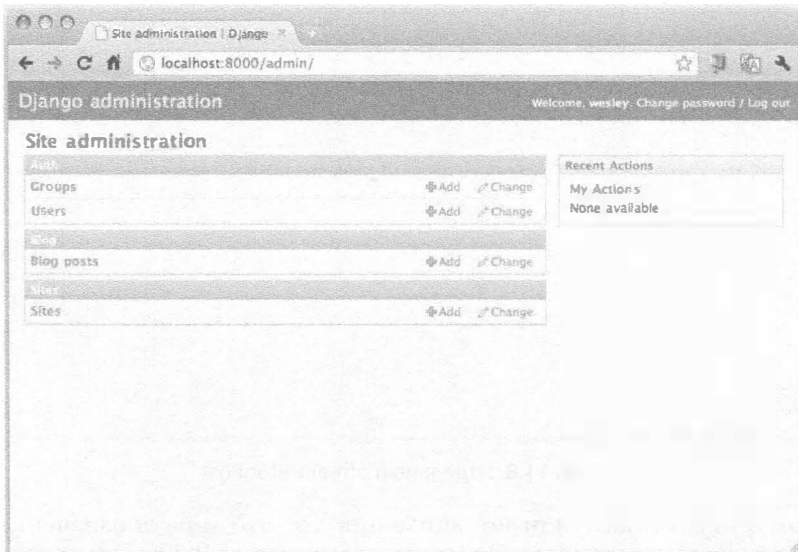 Site administration | Django
localhost:8000/admin/
Django administration
Welcome, wesley. Change password / Log out
Site administration
Auth
Groups Add Change
Users Add Change
Blog
Blog posts Add Change
Sites
Sites Add Change
Recent Actions
My Actions
None available